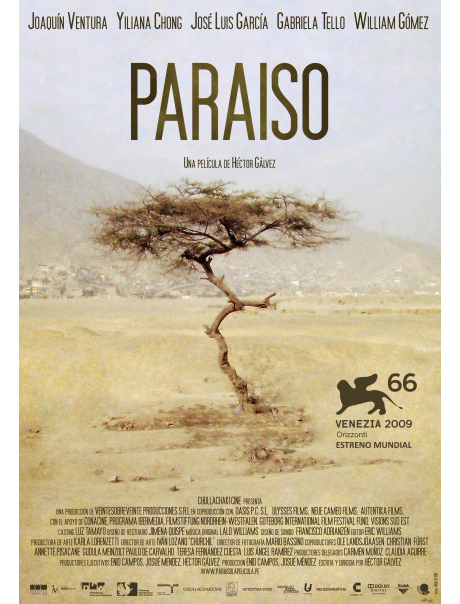 JOAQUÍN VENTURA YILIANA CHONG JOSÉ LUIS GARCÍA GABRIELA TELLO WILLIAM GÓMEZ
PARAISO
UNA PELÍCULA DE HÉCTOR GÁLVEZ
66
VENEZIA 2009
Orizzonti
ESTRENO MUNDIAL
CHULLACHAKI CINE PRESENTA
UNA PRODUCCIÓN DE VENTESOBREVENTE PRODUCCIONES S.R.L EN COPRODUCCIÓN CON OASIS P.C. S.L. ULYSSES FILMS, NEUE CAMEO FILMS, AUTENTIKA FILMS,
CON EL APOYO DE CONACINE, PROGRAMA IBERMEDIA, FILMSTIFTUNG NORDRHEIN-WESTFALEN, GOTEBORG INTERNATIONAL FILM FESTIVAL FUND, VISIONS SUD EST
CASTING LUZ TAMAYO DISEÑO DE VESTUARIO JIMENA QUISPE MÚSICA ORIGINAL LALO WILLIAMS DISEÑO DE SONIDO FRANCISCO ADRIANZÉN EDITOR ERIC WILLIAMS
PRODUCTORA DE ARTE KARLA LORENZETTI DIRECTOR DE ARTE IVÁN LOZANO "CHURCHE" DIRECTOR DE FOTOGRAFÍA MARIO BASSINO COPRODUCTORES OLE LANDSJÖAASEN CHRISTIAN FÜRST
ANNETTE PISACANE GUDULA MEINZOLT PAULO DE CARVALHO TERESA FERNÁNDEZ CUESTA LUIS ÁNGEL RAMÍREZ PRODUCTORES DELEGADOS CARMEN MUÑOZ, CLAUDIA AGUIRRE
PRODUCTORES EJECUTIVOS ENID CAMPOS, JOSUÉ MÉNDEZ, HÉCTOR GÁLVEZ PRODUCCIÓN ENID CAMPOS, JOSUÉ MÉNDEZ ESCRITA Y DIRIGIDA POR HÉCTOR GÁLVEZ
WWW.PARAISOLAPELICULA.PE
DOLBY